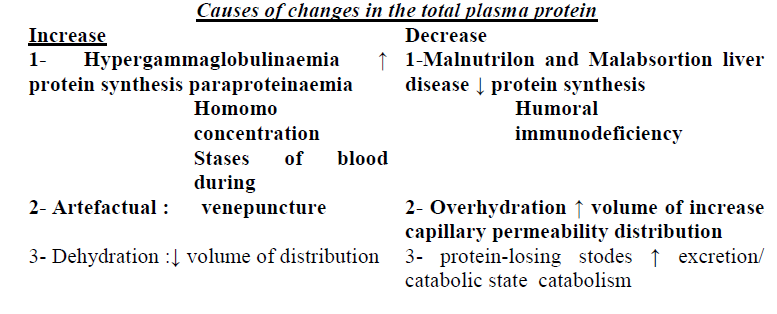 Causes of changes in the total plasma protein
Increase
1- Hypergammaglobulinaemia ↑
protein synthesis paraproteinaemia
Homomo
concentration
Stases of blood
during
2- Artefactual : venepuncture
3- Dehydration :↓ volume of distribution
Decrease
1-Malnutrilon and Malabsortion liver
disease ↓ protein synthesis
Humoral
immunodeficiency
2- Overhydration ↑ volume of increase
capillary permeability distribution
3- protein-losing stodes ↑ excretion/
catabolic state catabolism